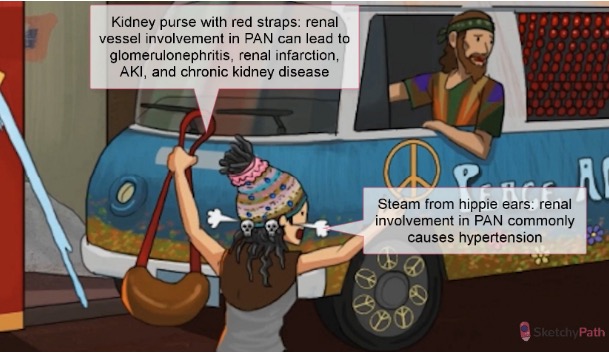 Kidney purse with red straps: renal
vessel involvement in PAN can lead to
glomerulonephritis, renal infarction,
AKI, and chronic kidney disease
PEACE
Steam from hippie ears: renal
involvement in PAN commonly
causes hypertension
SketchyPath